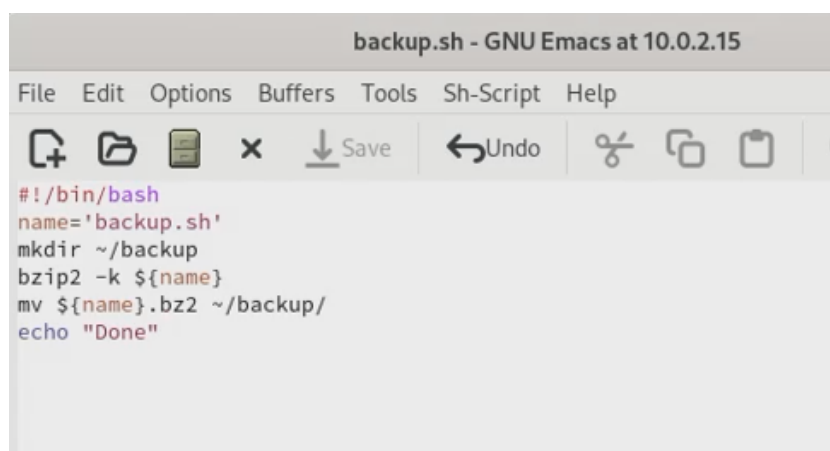 backup.sh - GNU Emacs at 10.0.2.15
File Edit Options Buffers Tools Sh-Script Help
Save Undo
#!/bin/bash
name='backup.sh'
mkdir ~/backup
bzip2 -k ${name}
mv ${name}.bz2 ~/backup/
echo "Done"